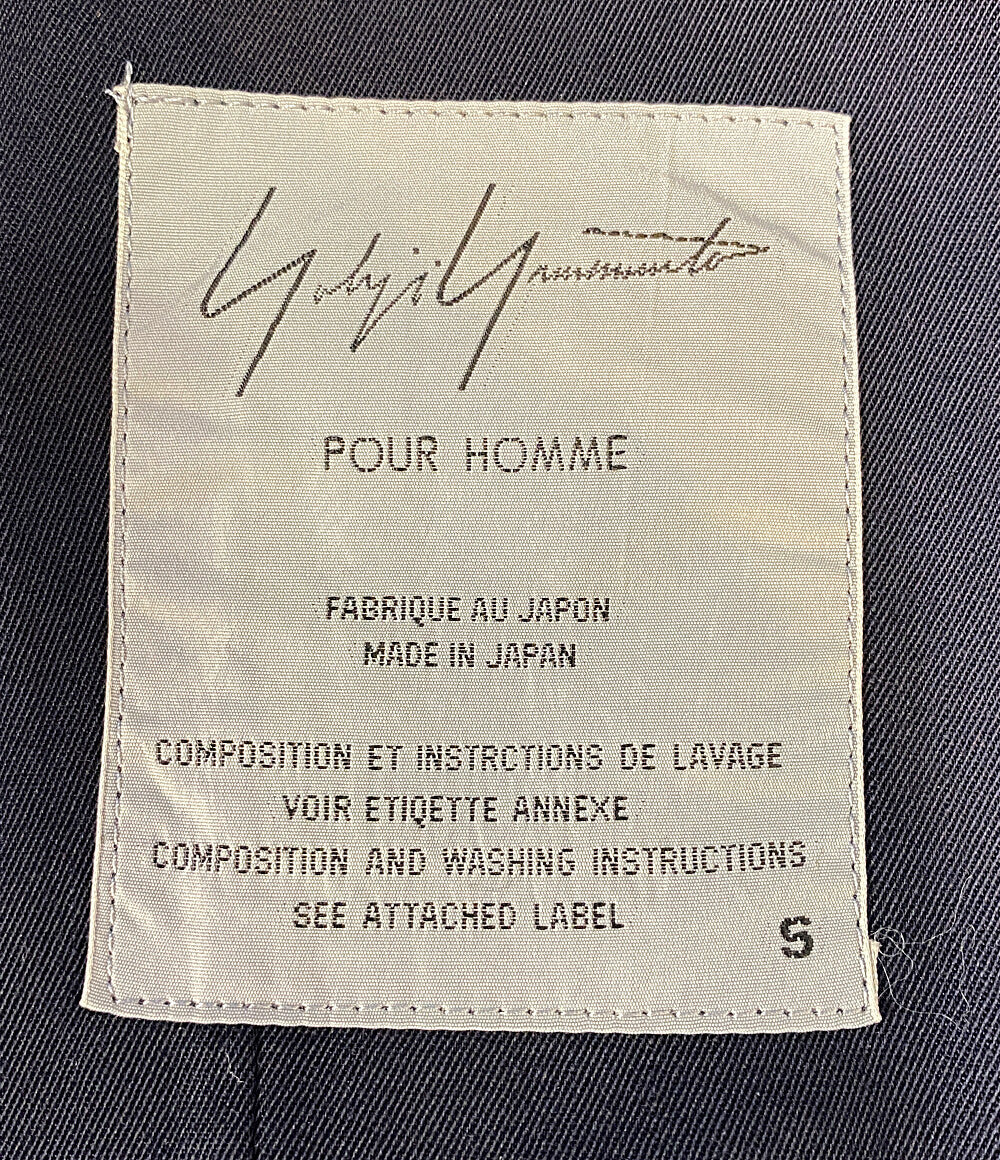 Yohji Yamamoto
POUR HOMME
FABRIQUE AU JAPON
MADE IN JAPAN
COMPOSITION ET INSTRCTIONS DE LAVAGE
VOIR ETIQETTE ANNEXE
COMPOSITION AND WASHING INSTRUCTIONS
SEE ATTACHED LABEL
S